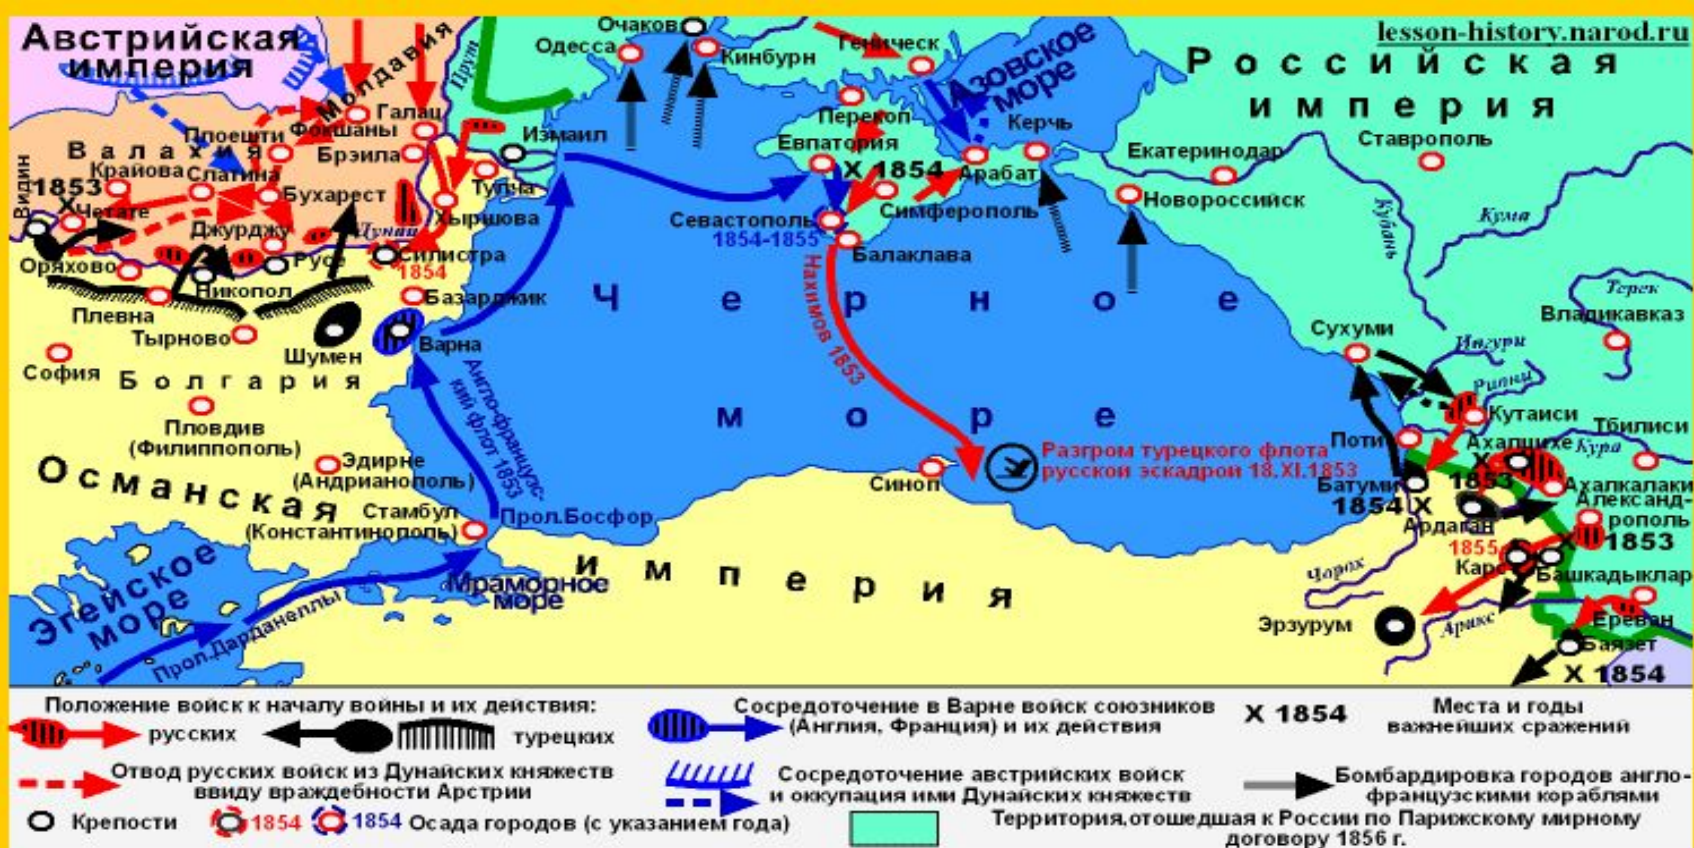 lesson-history.narod.ru
Австрийская
империя
Российская
империя
Молдавия
Прут
Очаков
Одесса
Кинбурн
Геническ
Азовское
море
Галац
Плоешти
Фокшаны
Измаил
Перекоп
Керчь
Ставрополь
Валахия
Брэила
Евпатория
X 1854
Арабат
Екатеринодар
Крайова
Слатина
1853
X
Бухарест
Тулча
Видин
Четате
Хыршова
Севастополь
1854-1855
Симферополь
Новороссийск
Кубань
Кума
Джурджу
Дунай
Оряхово
Русе
Силистра
1854
Балаклава
Никопол
Базарджик
Нахимов 1853
Черное
море
Терек
Владикавказ
Плевна
Тырново
Шумен
Варна
Сухуми
Ингури
София
Болгария
Англо-французс-
кий флот 1853
Риони
Кутаиси
Пловдив
(Филиппополь)
Поти
Ахалцихе
Кура
Тбилиси
Османская
империя
Эдирне
(Андрианополь)
Синоп
Разгром турецкого флота
русской эскадрой 18.XI.1853
Батуми
X
1853
Ахалкалаки
1854 X
Ардаган
Александ-
рополь
Стамбул
(Константинополь)
Прол.Босфор
1855
Карс
X 1853
Башкадыклар
Эгейское
море
Мраморное
море
Прол.Дарданеллы
Чорох
Эрзурум
Аракс
Ереван
Баязет
X 1854
Положение войск к началу войны и их действия:
русских
турецких
Сосредоточение в Варне войск союзников
(Англия, Франция) и их действия
X 1854
Места и годы
важнейших сражений
Отвод русских войск из Дунайских княжеств
ввиду враждебности Арстрии
Сосредоточение австрийских войск
и оккупация ими Дунайских княжеств
Бомбардировка городов англо-
французскими кораблями
Крепости
1854
1854 Осада городов (с указанием года)
Территория,отошедшая к России по Парижскому мирному
договору 1856 г.